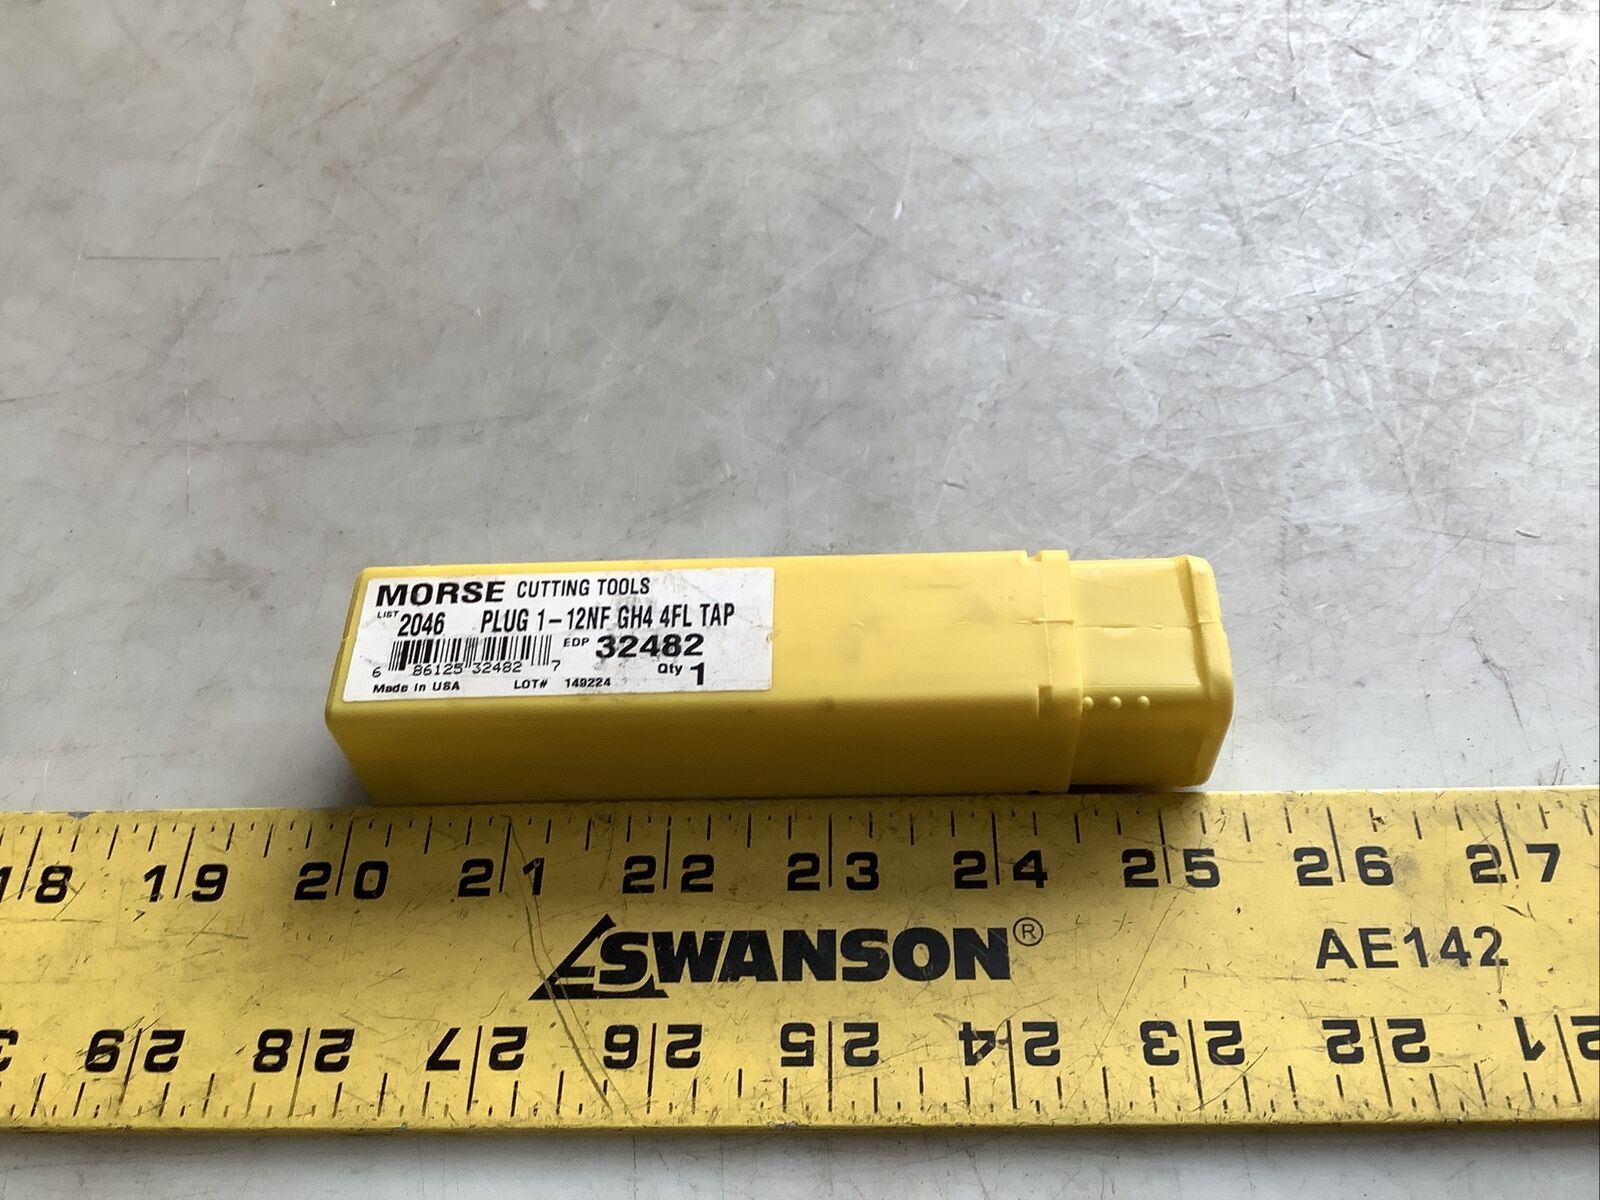 MORSE CUTTING TOOLS
LIST 2046 PLUG 1-12NF GH4 4FL TAP
EDP 32482
6 86125 32482 7
Qty 1
Made in USA LOT# 149224
18 19 20 21 22 23 24 25 26 27
SWANSON® AE142
29 28 27 26 25 24 23 22 21